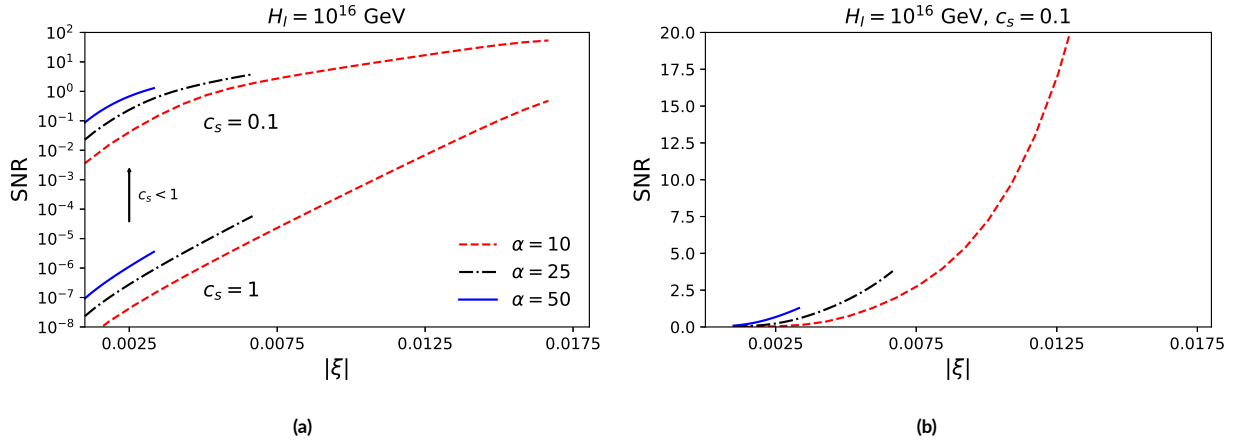 H_I = 10^16 GeV
SNR
10^2
10^1
10^0
10^-1
10^-2
10^-3
10^-4
10^-5
10^-6
10^-7
10^-8
c_s = 0.1
c_s < 1
c_s = 1
α = 10
α = 25
α = 50
0.0025 0.0075 0.0125 0.0175
|ξ|
(a)
H_I = 10^16 GeV, c_s = 0.1
SNR
20.0
17.5
15.0
12.5
10.0
7.5
5.0
2.5
0.0
0.0025 0.0075 0.0125 0.0175
|ξ|
(b)